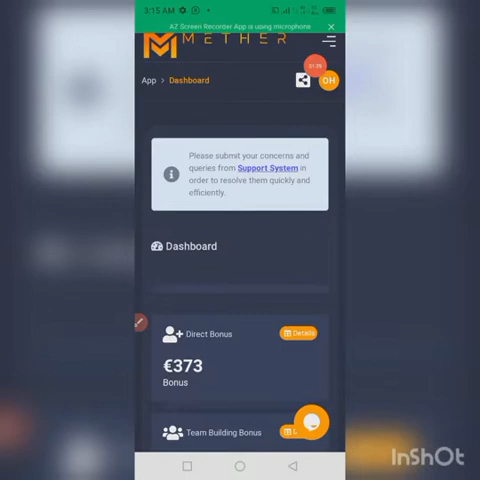 3:15 AM
AZ Screen Recorder App is using microphone
METHER
App > Dashboard
OH
Please submit your concerns and
queries from Support System in
order to resolve them quickly and
efficiently.
Dashboard
Direct Bonus
Details
€373
Bonus
Team Building Bonus
InShOt